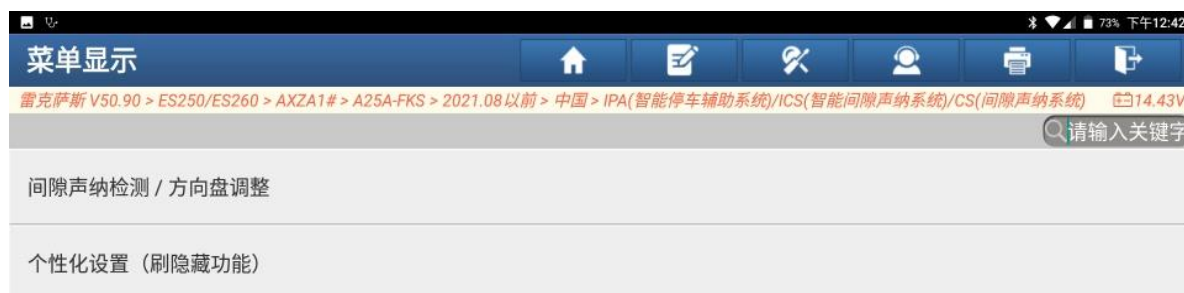 73% 下午12:42
菜单显示
雷克萨斯 V50.90 > ES250/ES260 > AXZA1# > A25A-FKS > 2021.08以前 > 中国 > IPA(智能停车辅助系统)/ICS(智能间隙声纳系统)/CS(间隙声纳系统) 14.43V
请输入关键字
间隙声纳检测 / 方向盘调整
个性化设置（刷隐藏功能）